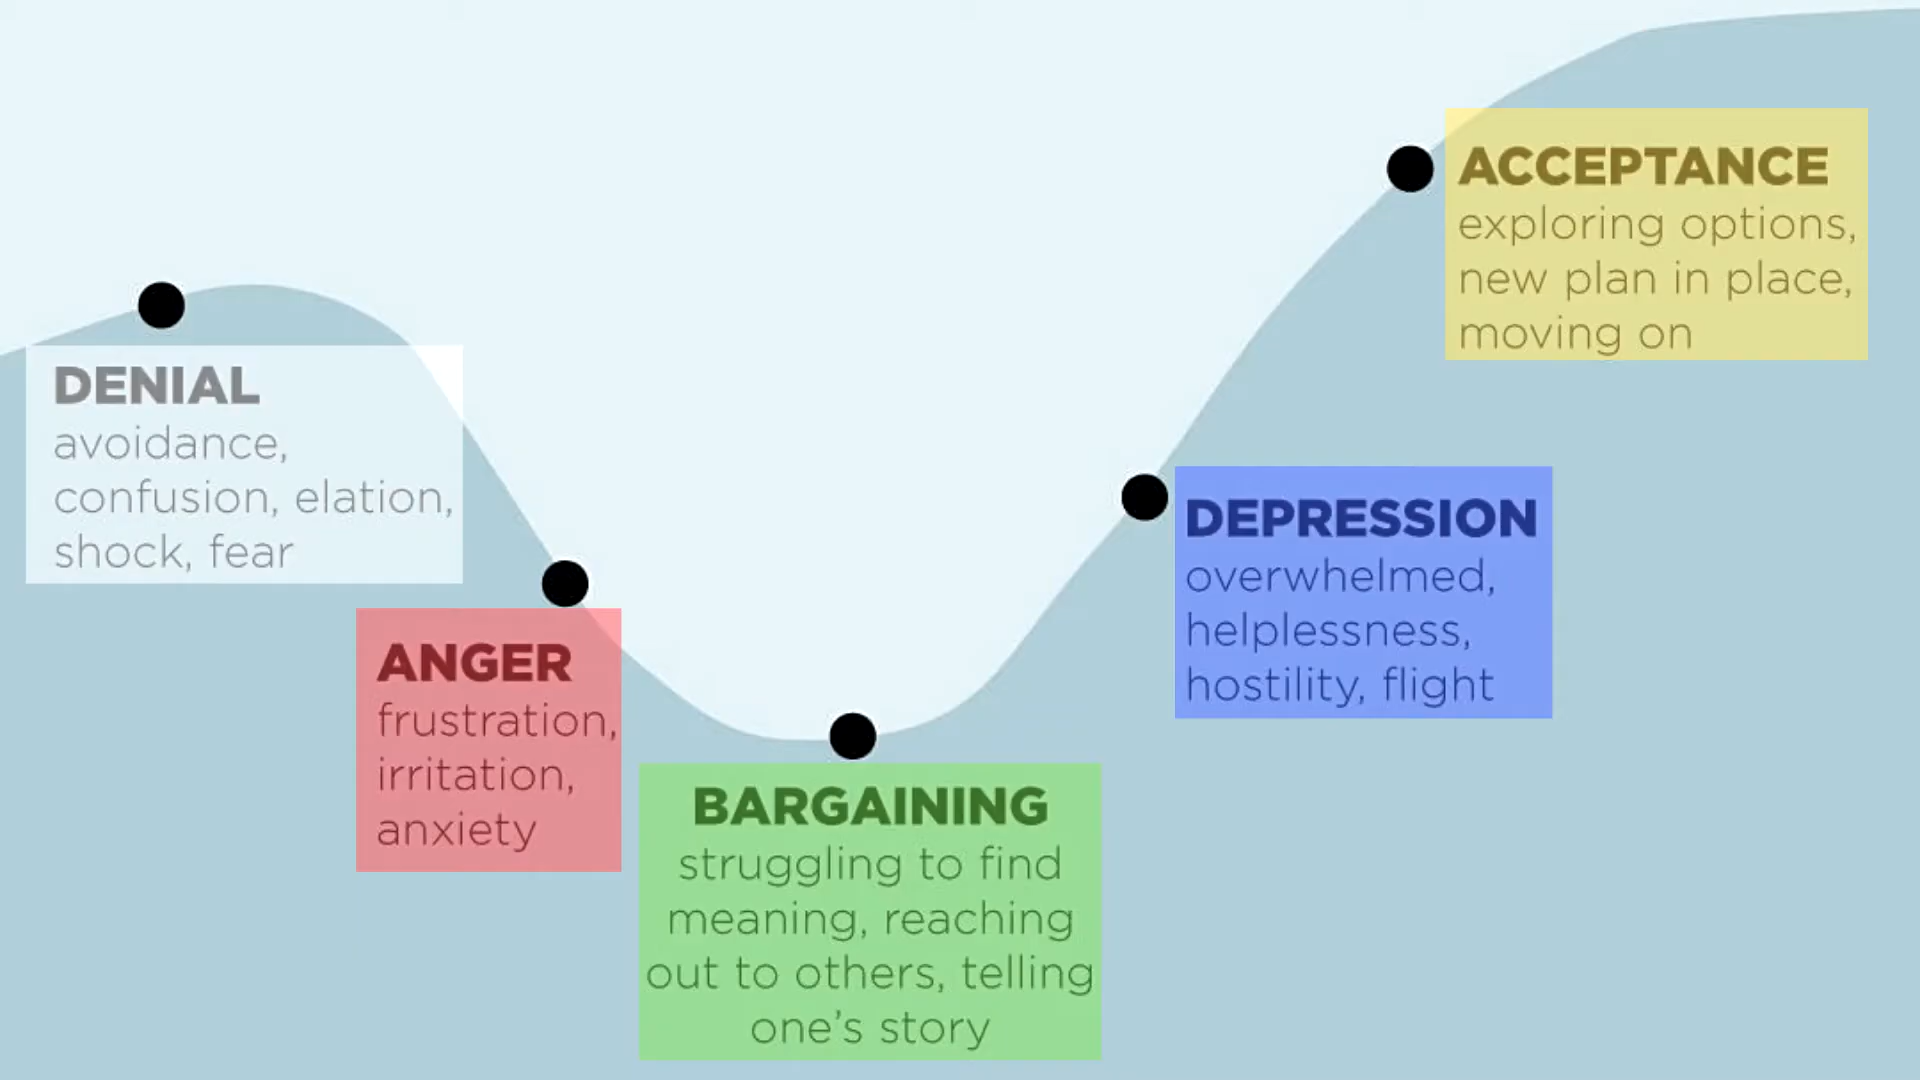 DENIAL
avoidance,
confusion, elation,
shock, fear
ANGER
frustration,
irritation,
anxiety
BARGAINING
struggling to find
meaning, reaching
out to others, telling
one's story
DEPRESSION
overwhelmed,
helplessness,
hostility, flight
ACCEPTANCE
exploring options,
new plan in place,
moving on